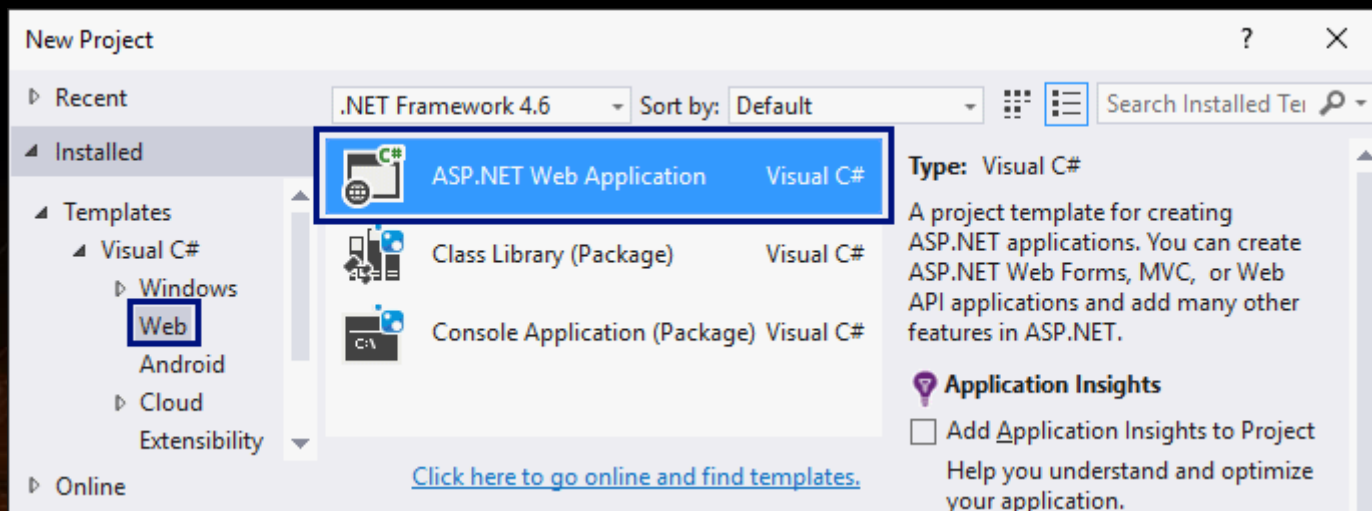 New Project
?
Recent
.NET Framework 4.6
Sort by:
Default
Search Installed Ter
Installed
Templates
Visual C#
Windows
Web
Android
Cloud
Extensibility
Online
C#
ASP.NET Web Application
Visual C#
Class Library (Package)
Visual C#
C:\
Console Application (Package)
Visual C#
Click here to go online and find templates.
Type: Visual C#
A project template for creating
ASP.NET applications. You can create
ASP.NET Web Forms, MVC, or Web
API applications and add many other
features in ASP.NET.
Application Insights
Add Application Insights to Project
Help you understand and optimize
your application.